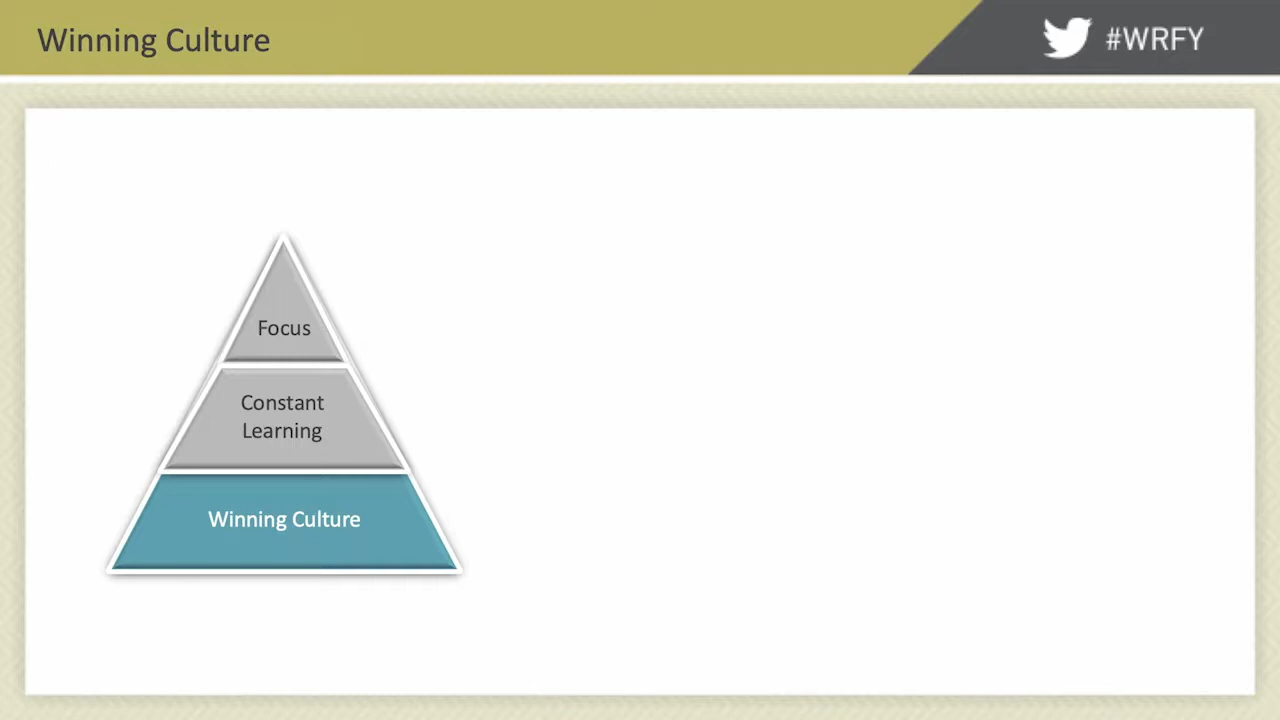 Winning Culture
#WRFY
Focus
Constant
Learning
Winning Culture